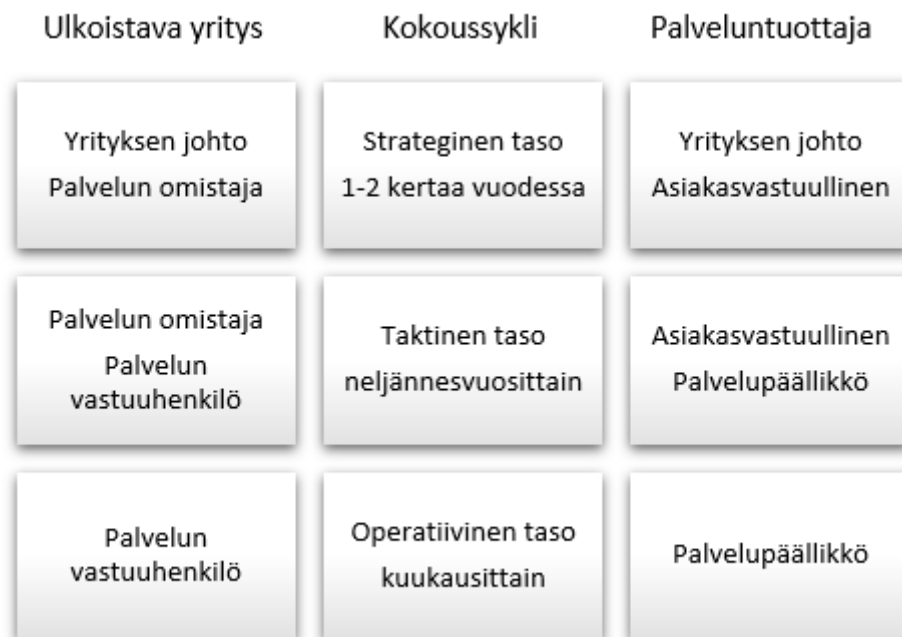 Ulkoistava yritys
Kokoussykli
Palveluntuottaja
Yrityksen johto
Palvelun omistaja
Strateginen taso
1-2 kertaa vuodessa
Yrityksen johto
Asiakasvastuullinen
Palvelun omistaja
Palvelun
vastuuhenkilö
Taktinen taso
neljännesvuosittain
Asiakasvastuullinen
Palvelupäällikkö
Palvelun
vastuuhenkilö
Operatiivinen taso
kuukausittain
Palvelupäällikkö